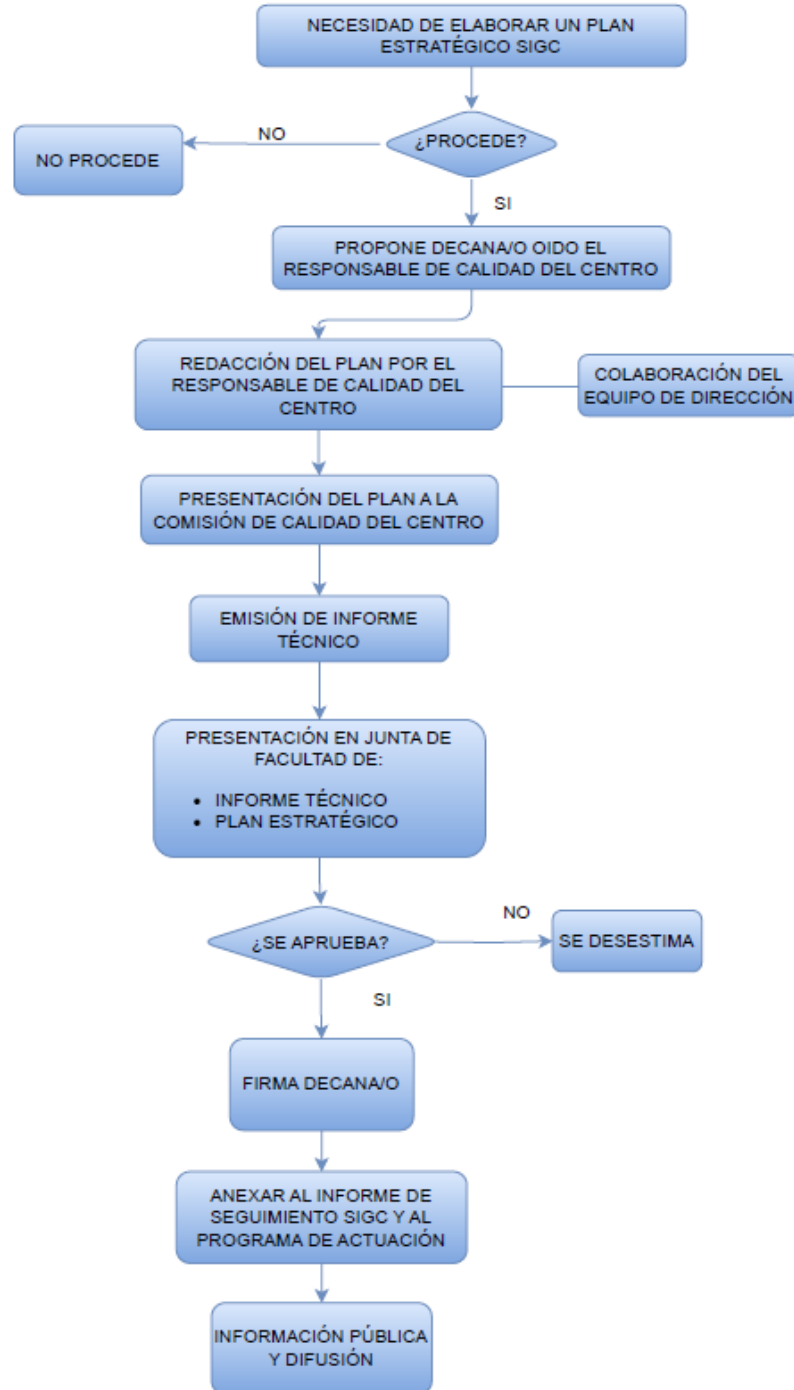 NECESIDAD DE ELABORAR UN PLAN
ESTRATÉGICO SIGC
¿PROCEDE?
NO
NO PROCEDE
SI
PROPONE DECANA/O OIDO EL
RESPONSABLE DE CALIDAD DEL CENTRO
REDACCIÓN DEL PLAN POR EL
RESPONSABLE DE CALIDAD DEL
CENTRO
COLABORACIÓN DEL
EQUIPO DE DIRECCIÓN
PRESENTACIÓN DEL PLAN A LA
COMISIÓN DE CALIDAD DEL CENTRO
EMISIÓN DE INFORME
TÉCNICO
PRESENTACIÓN EN JUNTA DE
FACULTAD DE:
• INFORME TÉCNICO
• PLAN ESTRATÉGICO
¿SE APRUEBA?
NO
SE DESESTIMA
SI
FIRMA DECANA/O
ANEXAR AL INFORME DE
SEGUIMIENTO SIGC Y AL
PROGRAMA DE ACTUACIÓN
INFORMACIÓN PÚBLICA
Y DIFUSIÓN